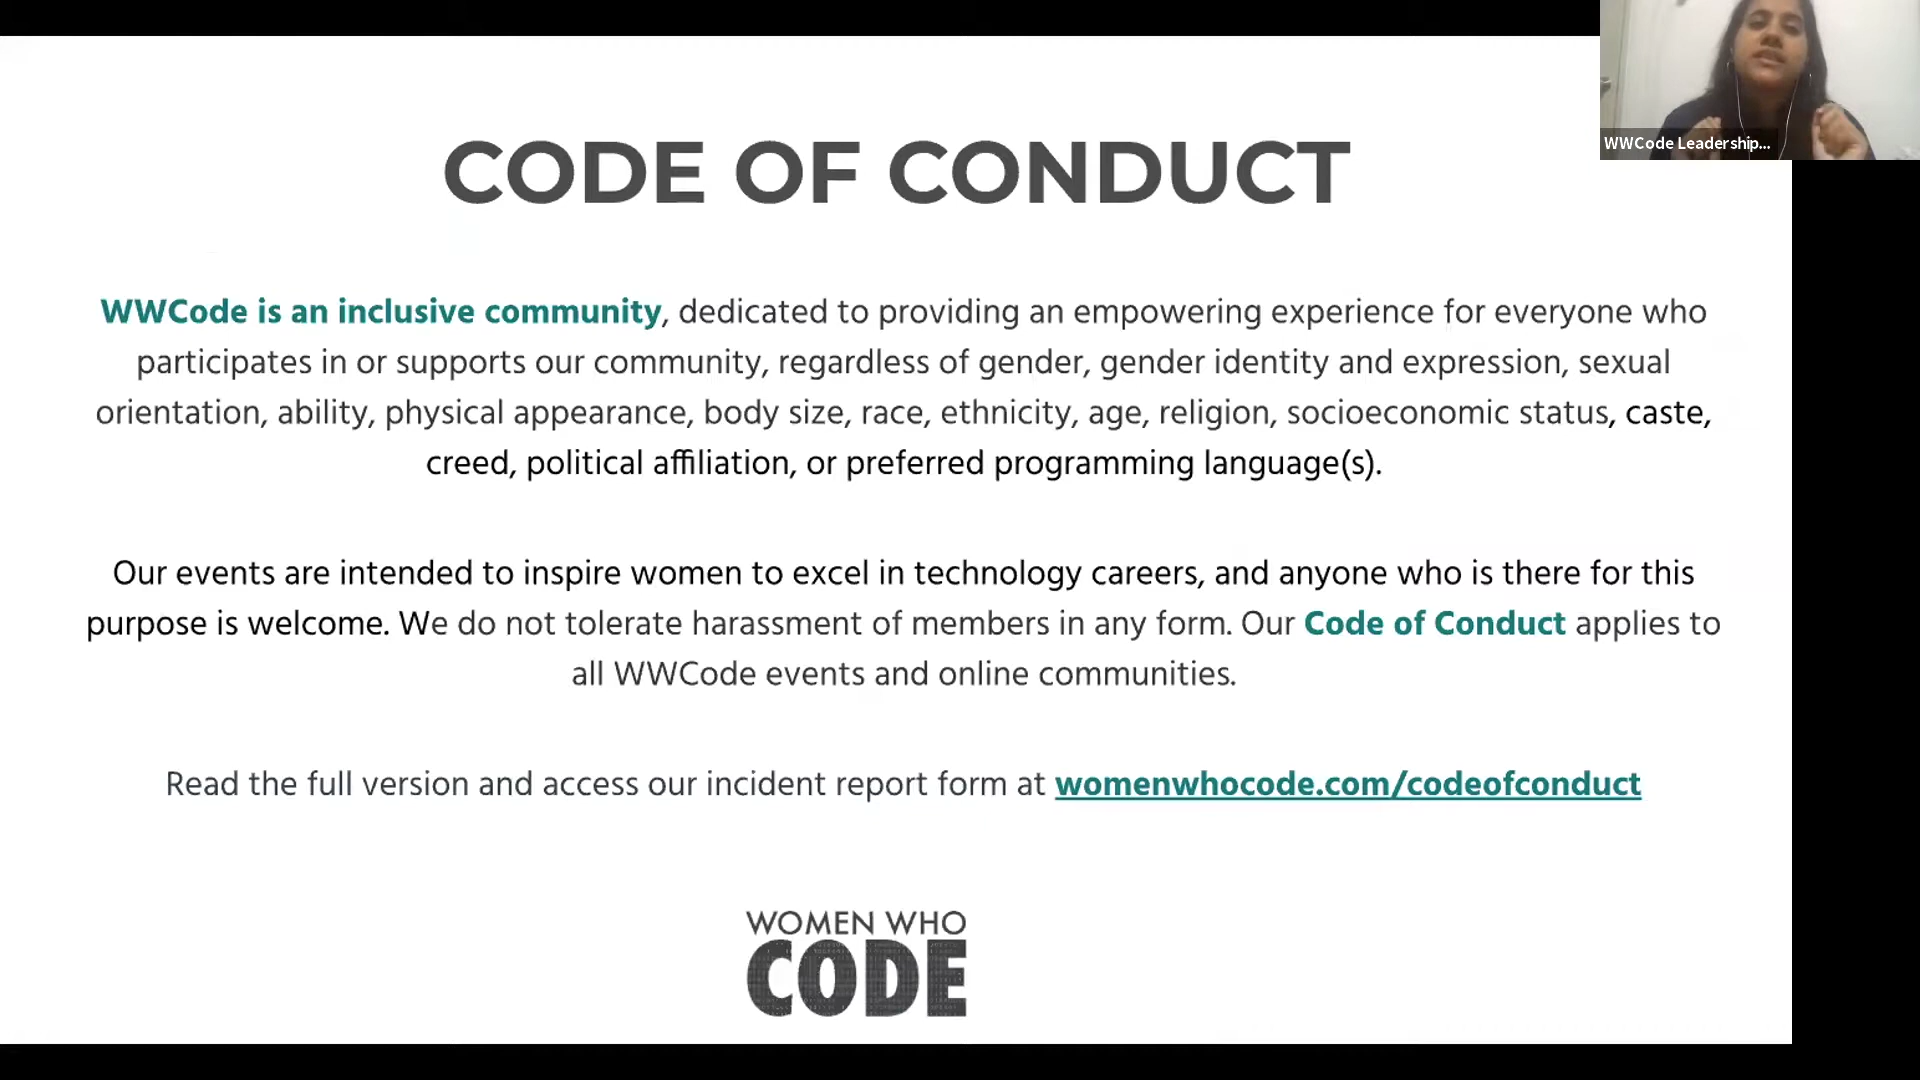 WWCode Leadership...
CODE OF CONDUCT
WWCode is an inclusive community, dedicated to providing an empowering experience for everyone who
participates in or supports our community, regardless of gender, gender identity and expression, sexual
orientation, ability, physical appearance, body size, race, ethnicity, age, religion, socioeconomic status, caste,
creed, political affiliation, or preferred programming language(s).
Our events are intended to inspire women to excel in technology careers, and anyone who is there for this
purpose is welcome. We do not tolerate harassment of members in any form. Our Code of Conduct applies to
all WWCode events and online communities.
Read the full version and access our incident report form at womenwhocode.com/codeofconduct
WOMEN WHO
CODE